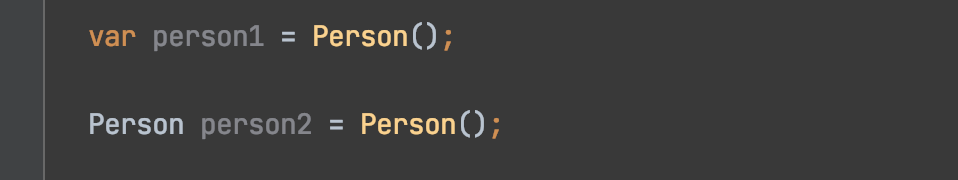 var person1 = Person();
Person person2 = Person();